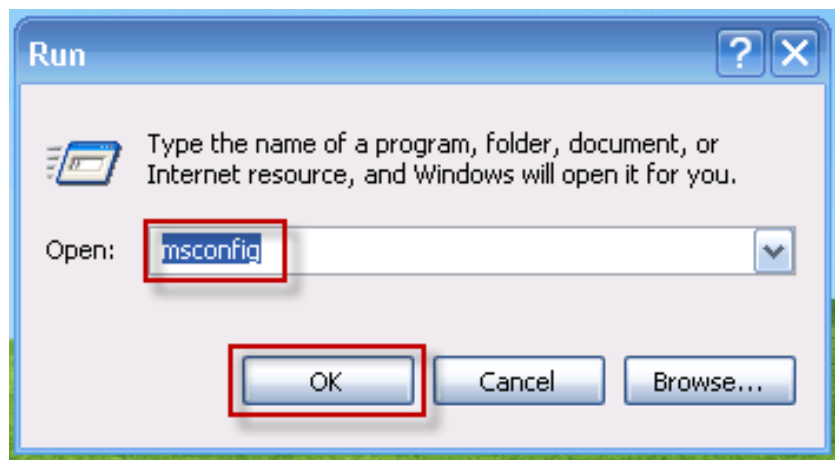 Run
Type the name of a program, folder, document, or
Internet resource, and Windows will open it for you.
Open: msconfig
OK Cancel Browse...